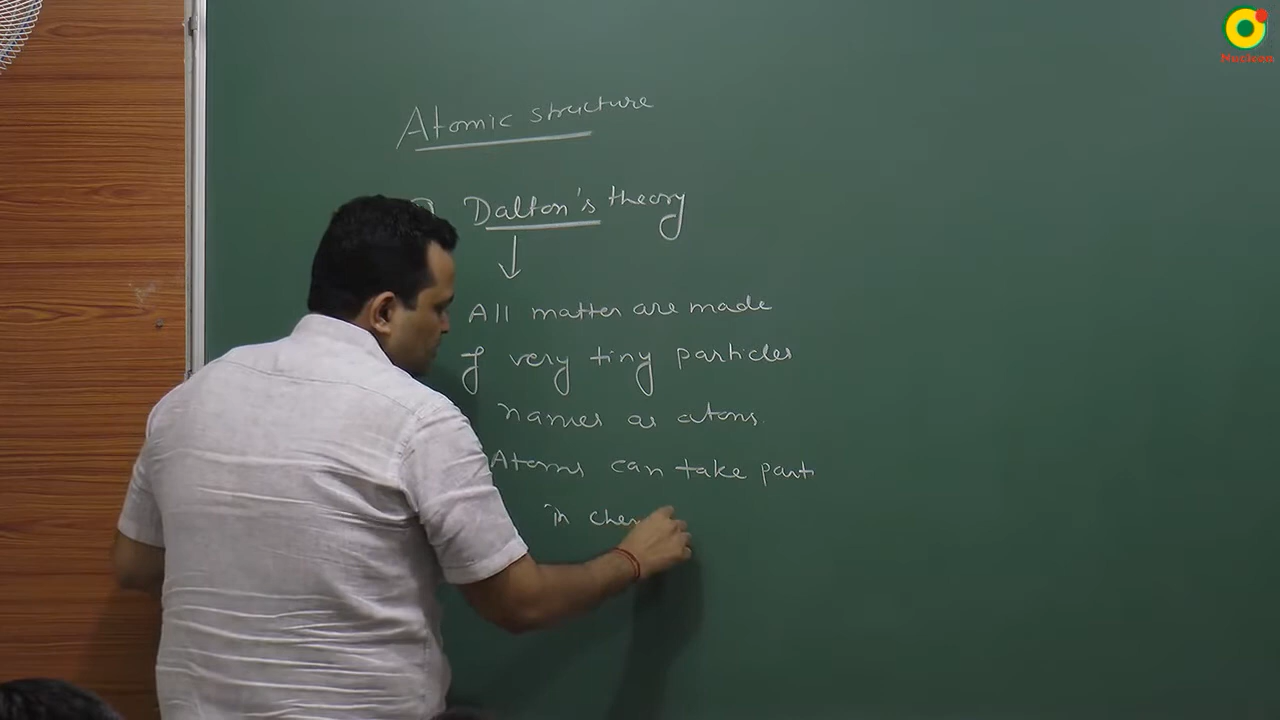 Atomic structure
Dalton's theory
All matter are made
of very tiny particles
names as atoms.
Atoms can take part
in chem